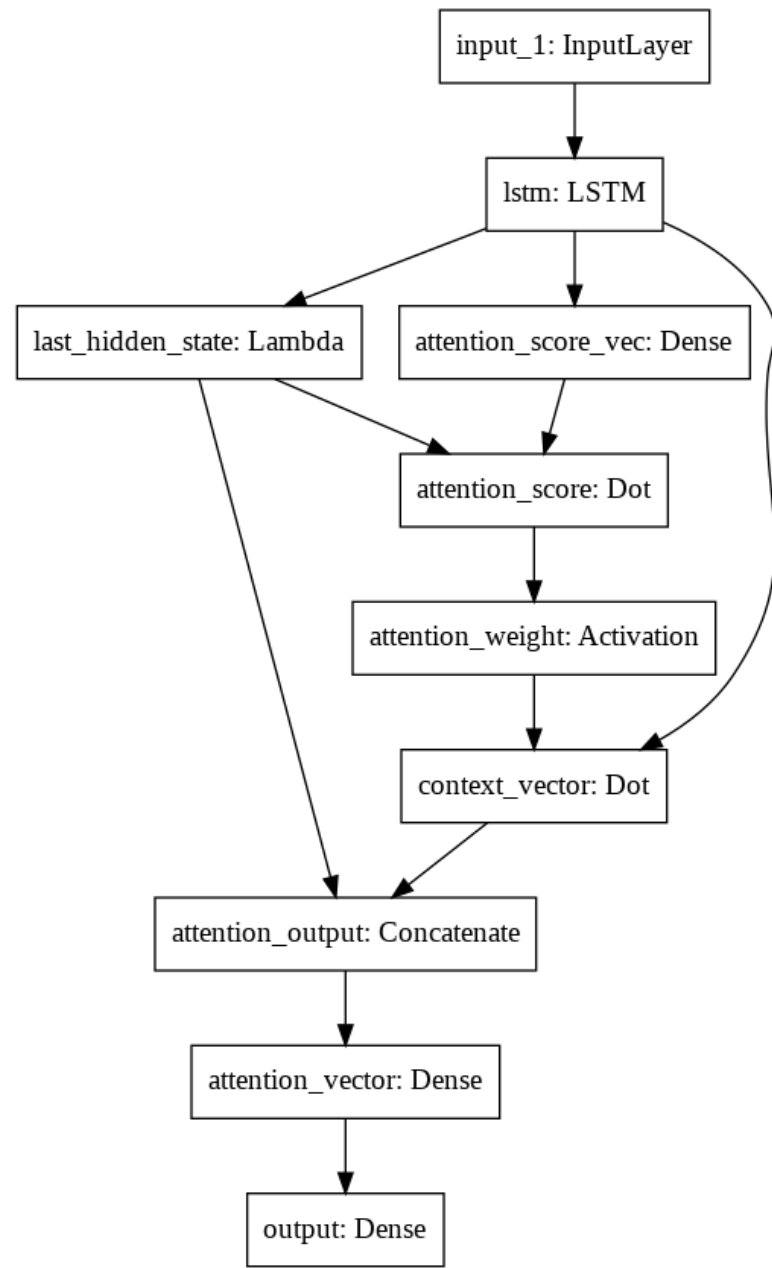 input_1: InputLayer
lstm: LSTM
last_hidden_state: Lambda
attention_score_vec: Dense
attention_score: Dot
attention_weight: Activation
context_vector: Dot
attention_output: Concatenate
attention_vector: Dense
output: Dense